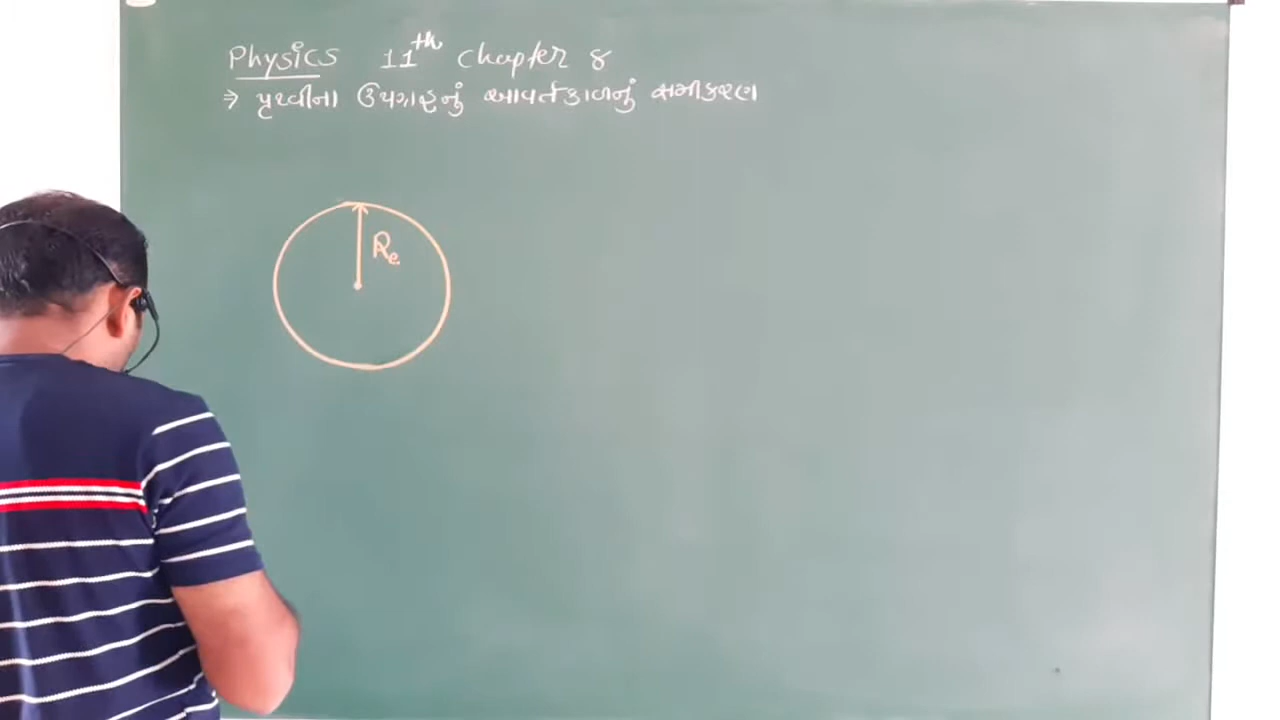 Physics 11th chapter 8
⇒ પૃથ્વીના ઉપગ્રહનું આવર્તકાળનું સમીકરણ
Re